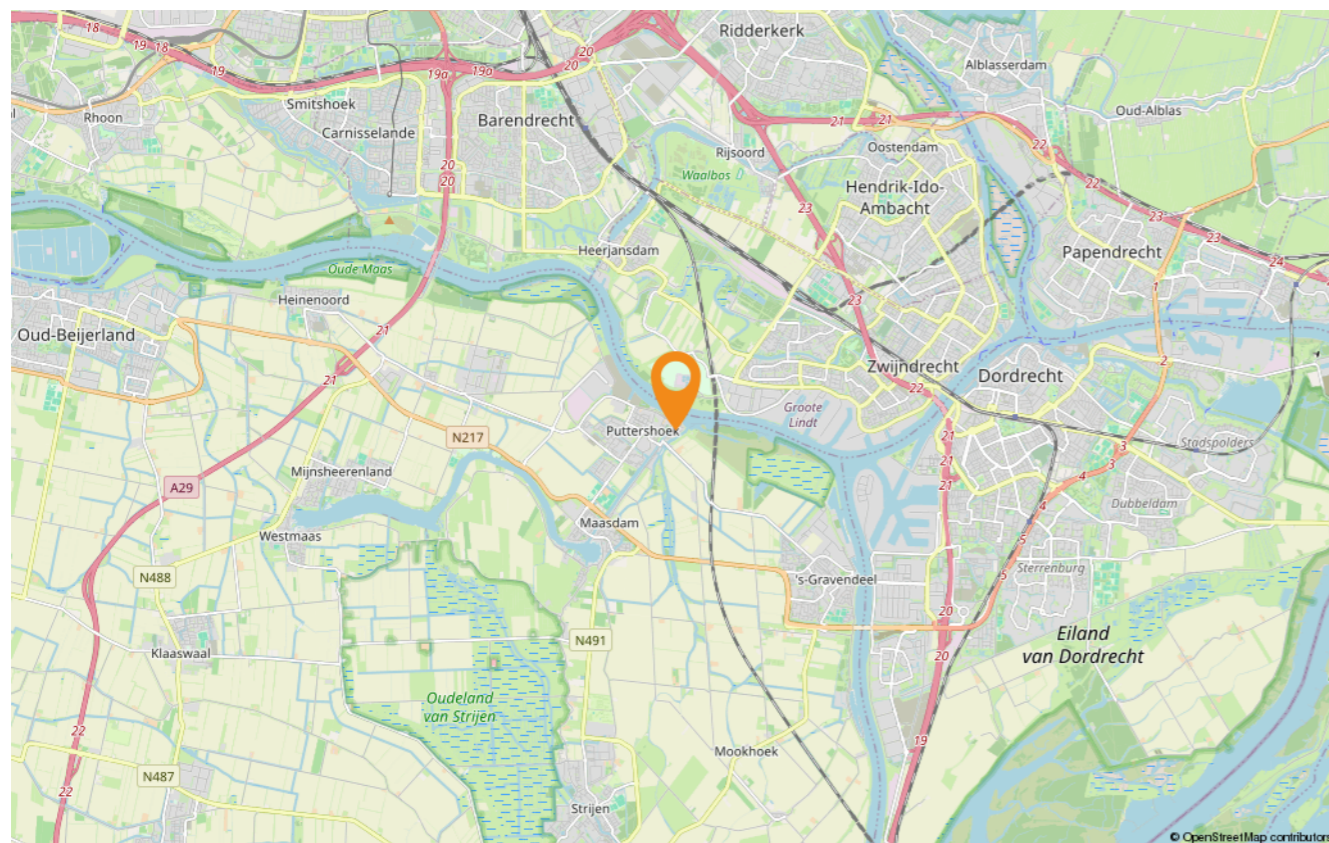 Ridderkerk
18
19
18
19
19a
19a
20
20
Alblasserdam
Smitshoek
Rhoon
Carnisselande
Barendrecht
Oud-Alblas
21
21
22
Rijsoord
Oostendam
20
20
Waalbos
Hendrik-Ido-
Ambacht
22
23
23
23
24
Heerjansdam
Papendrecht
Oude Maas
1
Heinenoord
23
Oud-Beijerland
21
2
Zwijndrecht
Dordrecht
21
22
Groote
Lindt
Puttershoek
N217
21
Stadspolders
3
Mijnsheerenland
21
3
4
A29
21
4
Dubbeldam
Maasdam
Westmaas
5
Sterrenburg
N488
's-Gravendeel
5
20
Eiland
van Dordrecht
N491
Klaaswaal
20
Oudeland
van Strijen
22
19
Mookhoek
N487
22
Strijen
© OpenStreetMap contributors